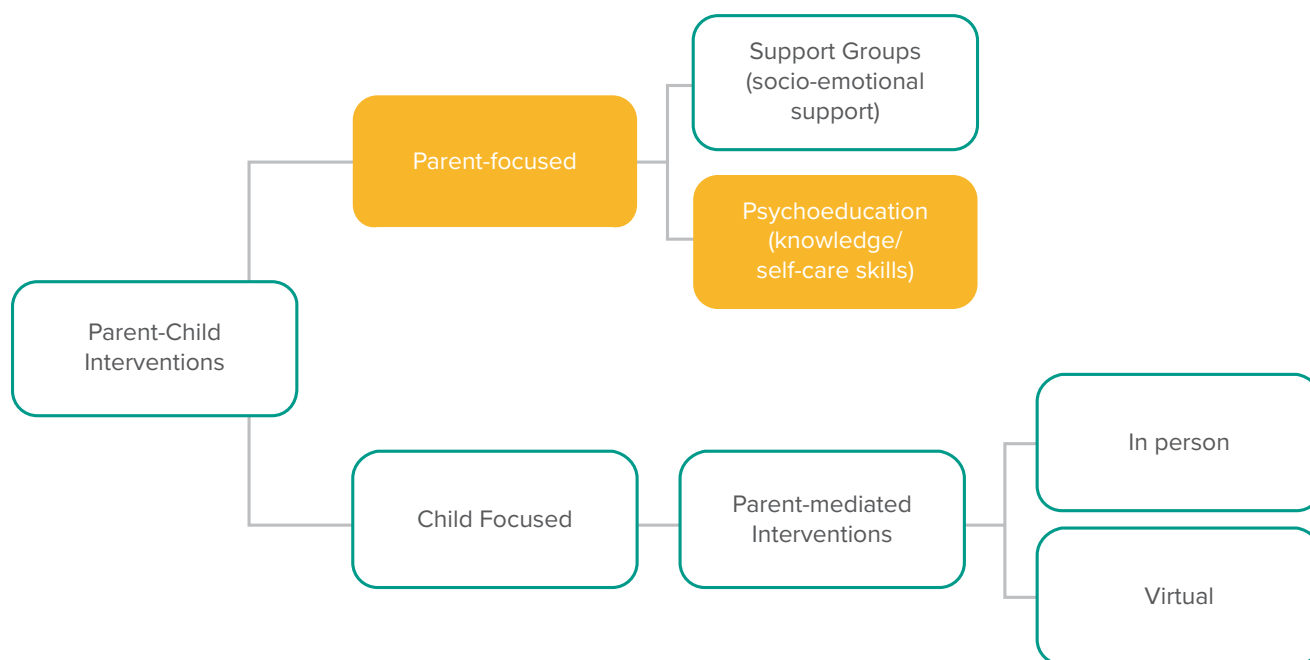 Support Groups
(socio-emotional
support)
Parent-focused
Psychoeducation
(knowledge/
self-care skills)
Parent-Child
Interventions
Child Focused
Parent-mediated
Interventions
In person
Virtual